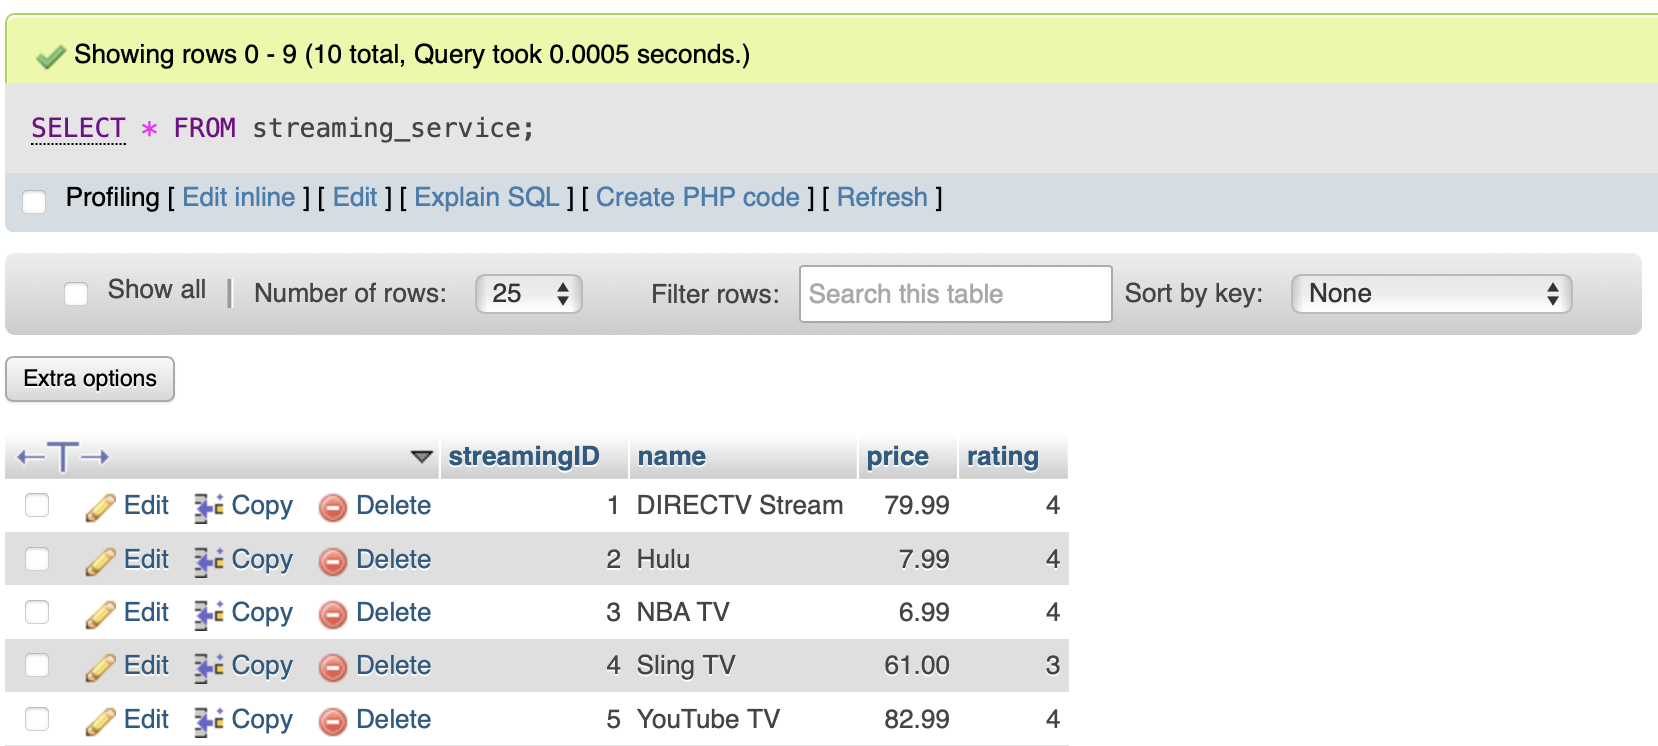 Showing rows 0 - 9 (10 total, Query took 0.0005 seconds.)
SELECT * FROM streaming_service;
Profiling [ Edit inline ] [ Edit ] [ Explain SQL ] [ Create PHP code ] [ Refresh ]
Show all | Number of rows: 25 Filter rows: Search this table Sort by key: None
Extra options
←T→ streamingID name price rating
Edit Copy Delete 1 DIRECTV Stream 79.99 4
Edit Copy Delete 2 Hulu 7.99 4
Edit Copy Delete 3 NBA TV 6.99 4
Edit Copy Delete 4 Sling TV 61.00 3
Edit Copy Delete 5 YouTube TV 82.99 4